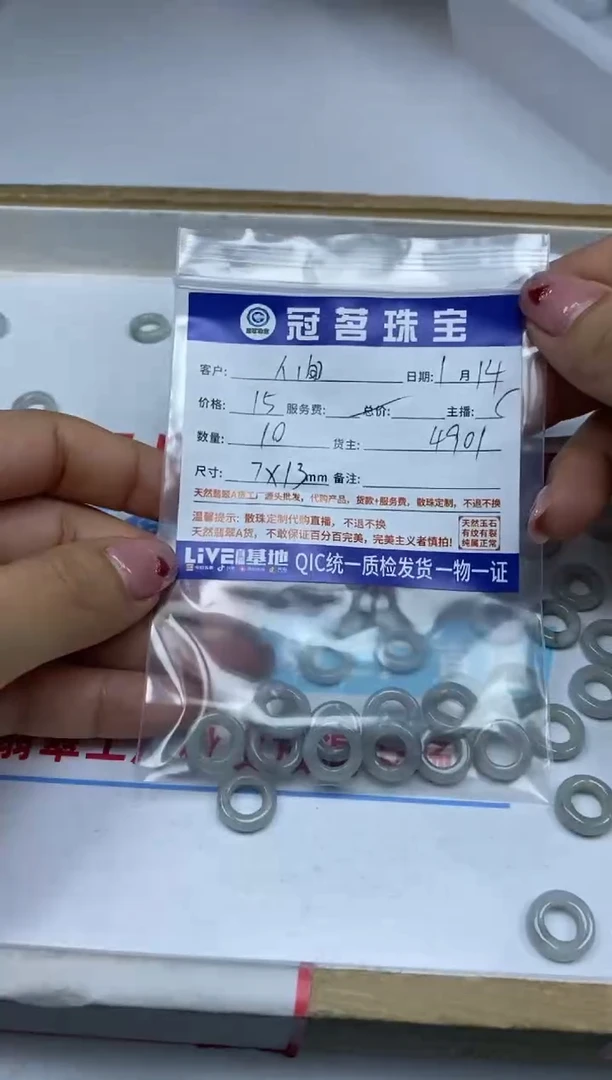 冠茗珠宝
客户: 人间 日期: 1月14
价格: 15 服务费: 总价: 主播:
数量: 10 货主: 4901
尺寸: 7X13mm 备注:
天然翡翠A货工厂源头批发，代购产品，货款+服务费，散珠定制，不退不换
温馨提示: 散珠定制代购直播，不退不换
天然翡翠A货，不敢保证百分百完美，完美主义者慎拍!
天然玉石
有纹有裂
纯属正常
LiVE 基地 QIC统一质检发货一物一证